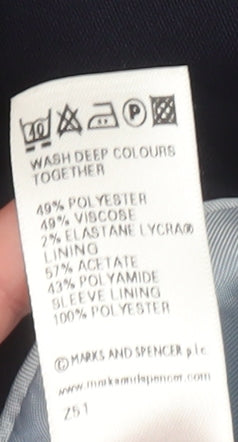 40 P
WASH DEEP COLOURS
TOGETHER
49% POLYESTER
49% VISCOSE
2% ELASTANE LYCRA®
LINING
57% ACETATE
43% POLYAMIDE
SLEEVE LINING
100% POLYESTER
© MARKS AND SPENCER plc
www.marksandspencer.com
Z51